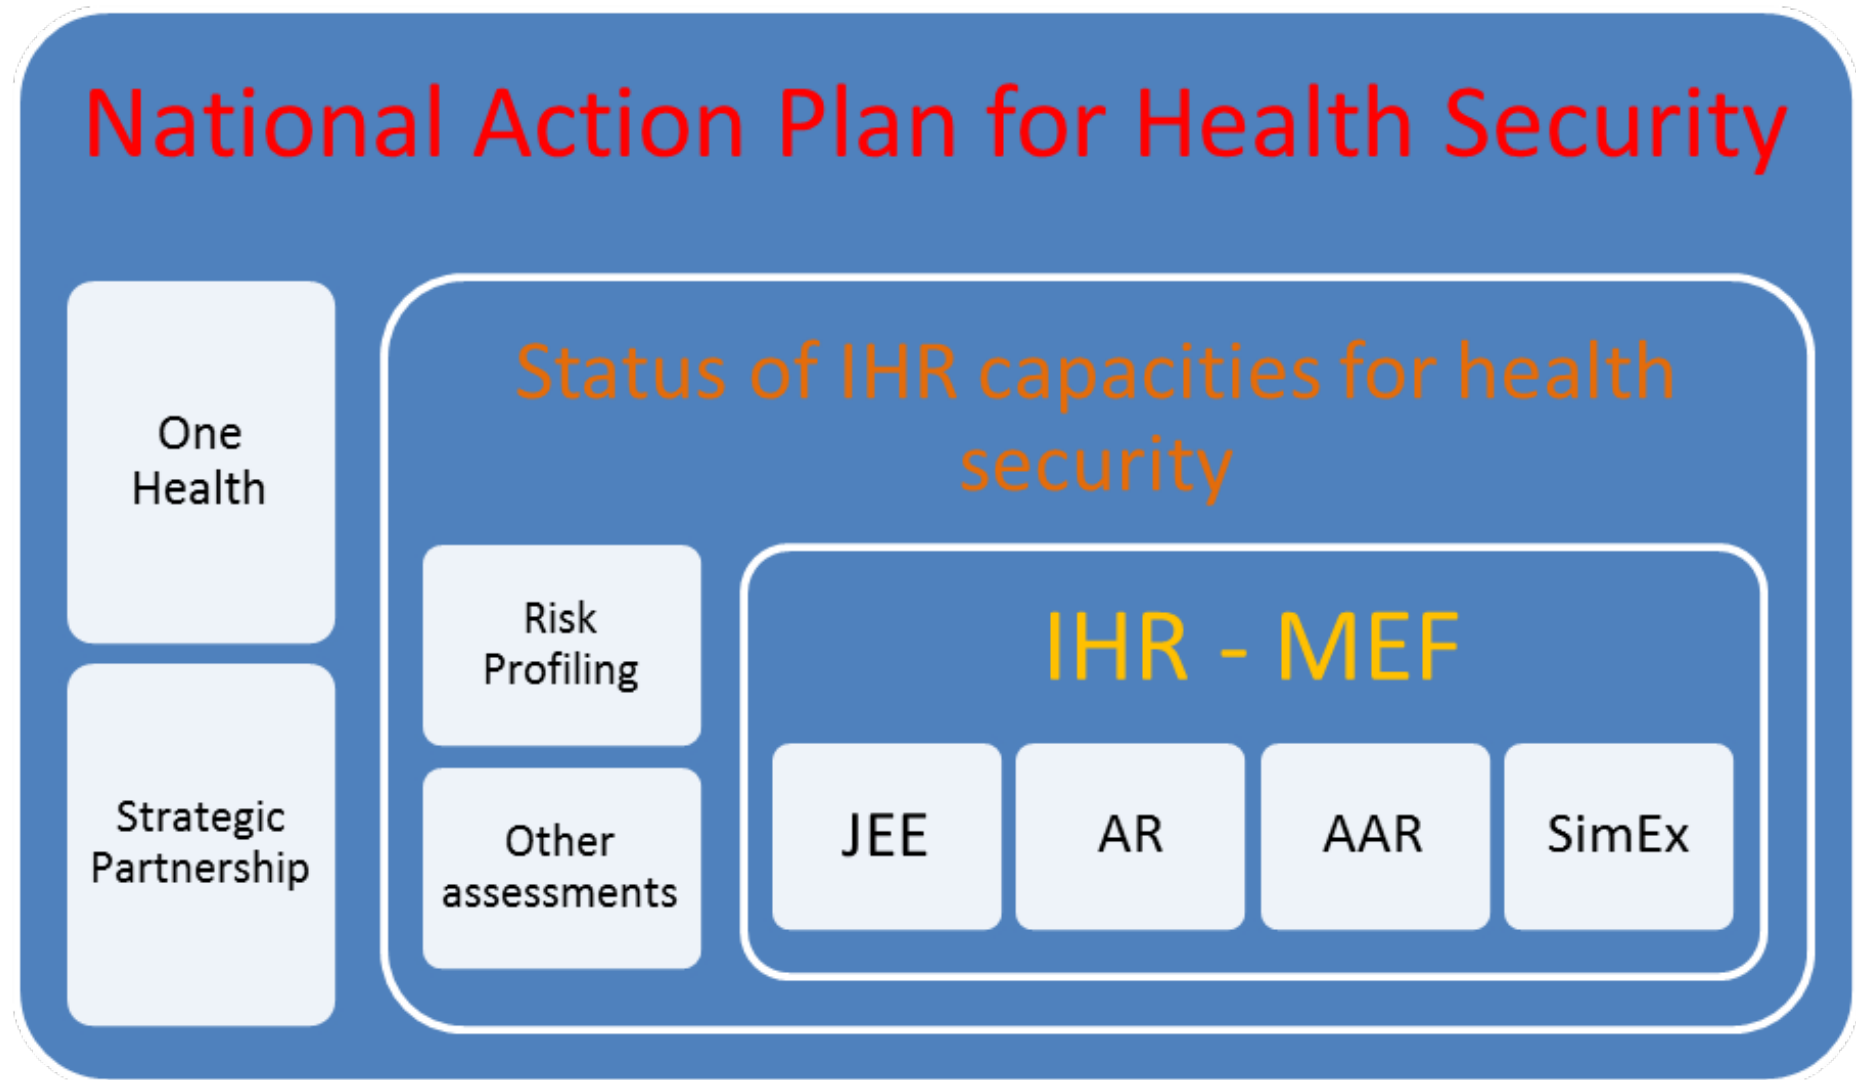 National Action Plan for Health Security
One
Health
Strategic
Partnership
Status of IHR capacities for health
security
Risk
Profiling
Other
assessments
IHR - MEF
JEE
AR
AAR
SimEx